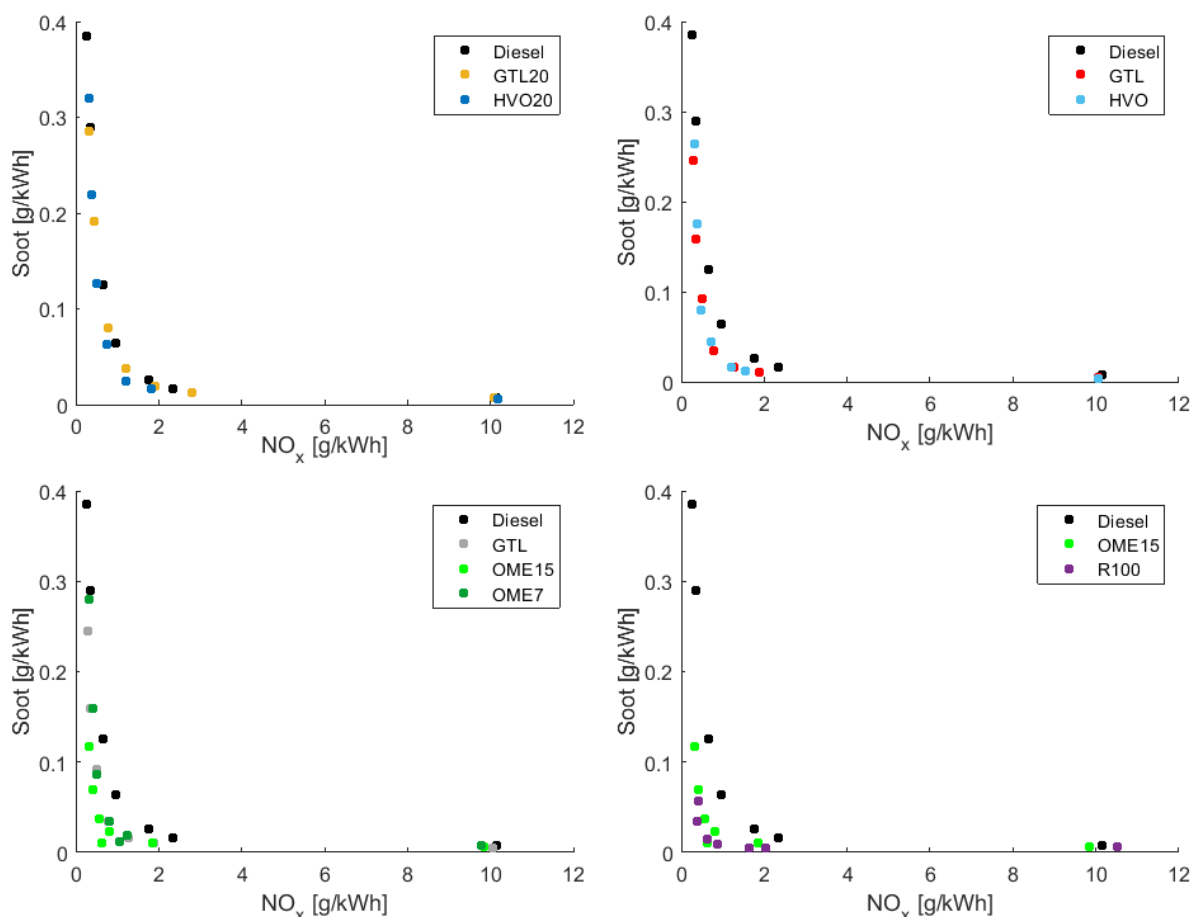 0.4
0.3
0.2
0.1
0
Soot [g/kWh]
0 2 4 6 8 10 12
NOx [g/kWh]
Diesel
GTL20
HVO20
0.4
0.3
0.2
0.1
0
Soot [g/kWh]
0 2 4 6 8 10 12
NOx [g/kWh]
Diesel
GTL
HVO
0.4
0.3
0.2
0.1
0
Soot [g/kWh]
0 2 4 6 8 10 12
NOx [g/kWh]
Diesel
GTL
OME15
OME7
0.4
0.3
0.2
0.1
0
Soot [g/kWh]
0 2 4 6 8 10 12
NOx [g/kWh]
Diesel
OME15
R100